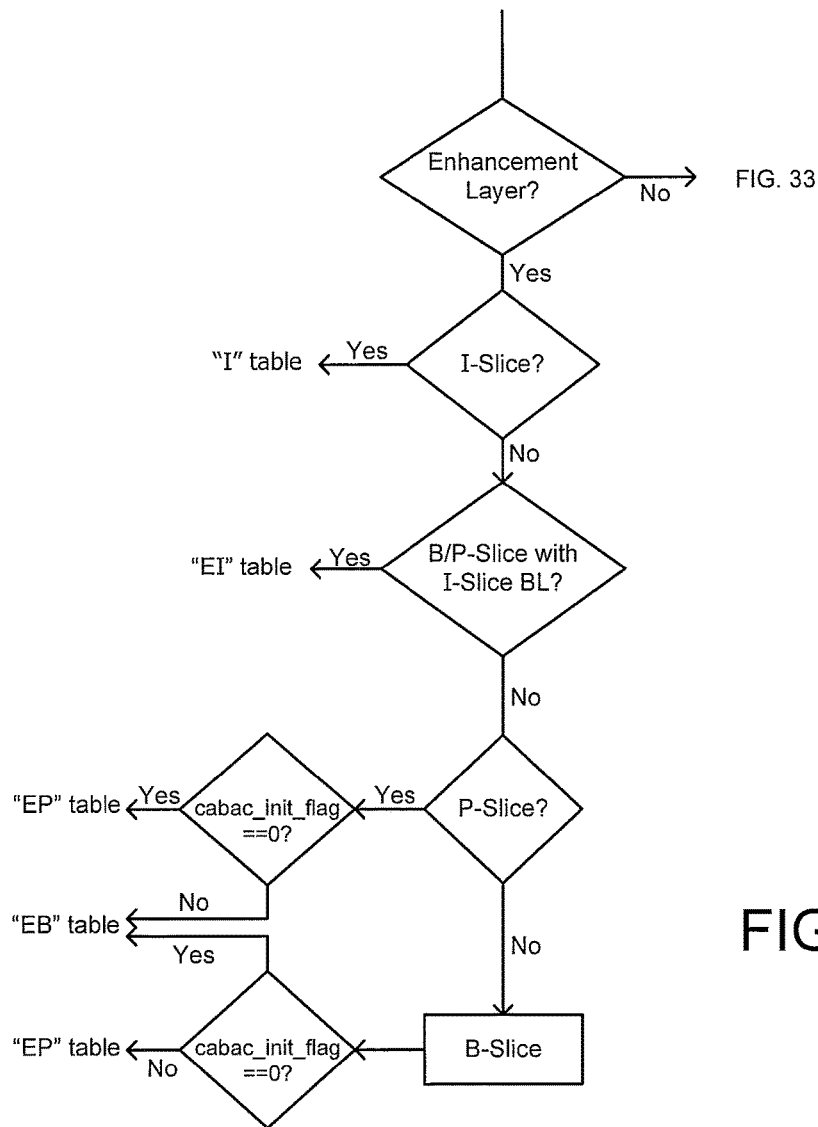 Enhancement
Layer?
No
FIG. 33
Yes
"I" table
Yes
I-Slice?
No
"EI" table
Yes
B/P-Slice with
I-Slice BL?
No
"EP" table
Yes
cabac_init_flag
==0?
Yes
P-Slice?
No
"EB" table
Yes
No
FIG
"EP" table
No
cabac_init_flag
==0?
B-Slice